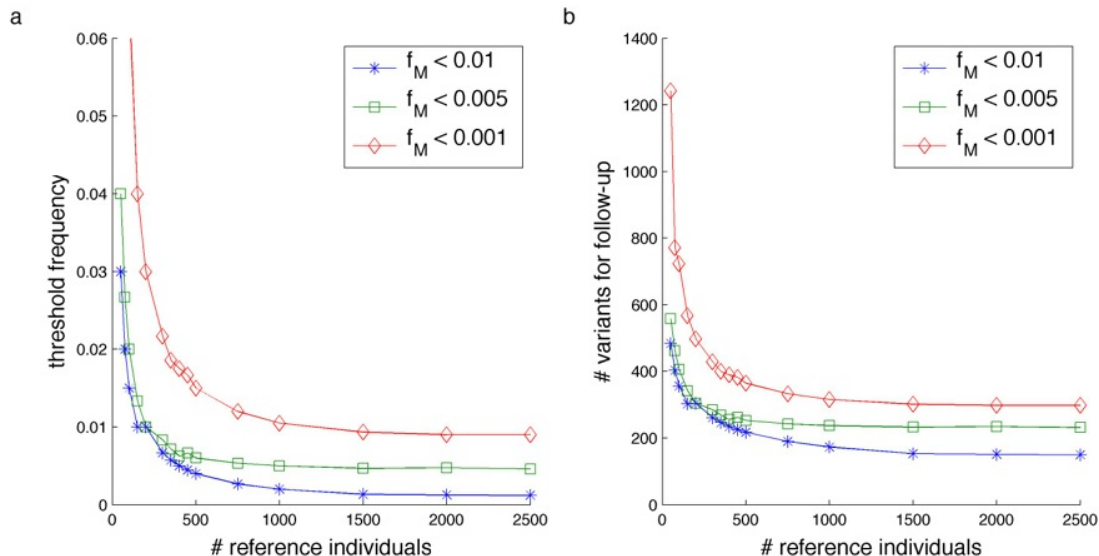 a
b
0.06
0.05
0.04
0.03
0.02
0.01
0
threshold frequency
0 500 1000 1500 2000 2500
# reference individuals
f_M < 0.01
f_M < 0.005
f_M < 0.001
1400
1200
1000
800
600
400
200
0
# variants for follow-up
0 500 1000 1500 2000 2500
# reference individuals
f_M < 0.01
f_M < 0.005
f_M < 0.001